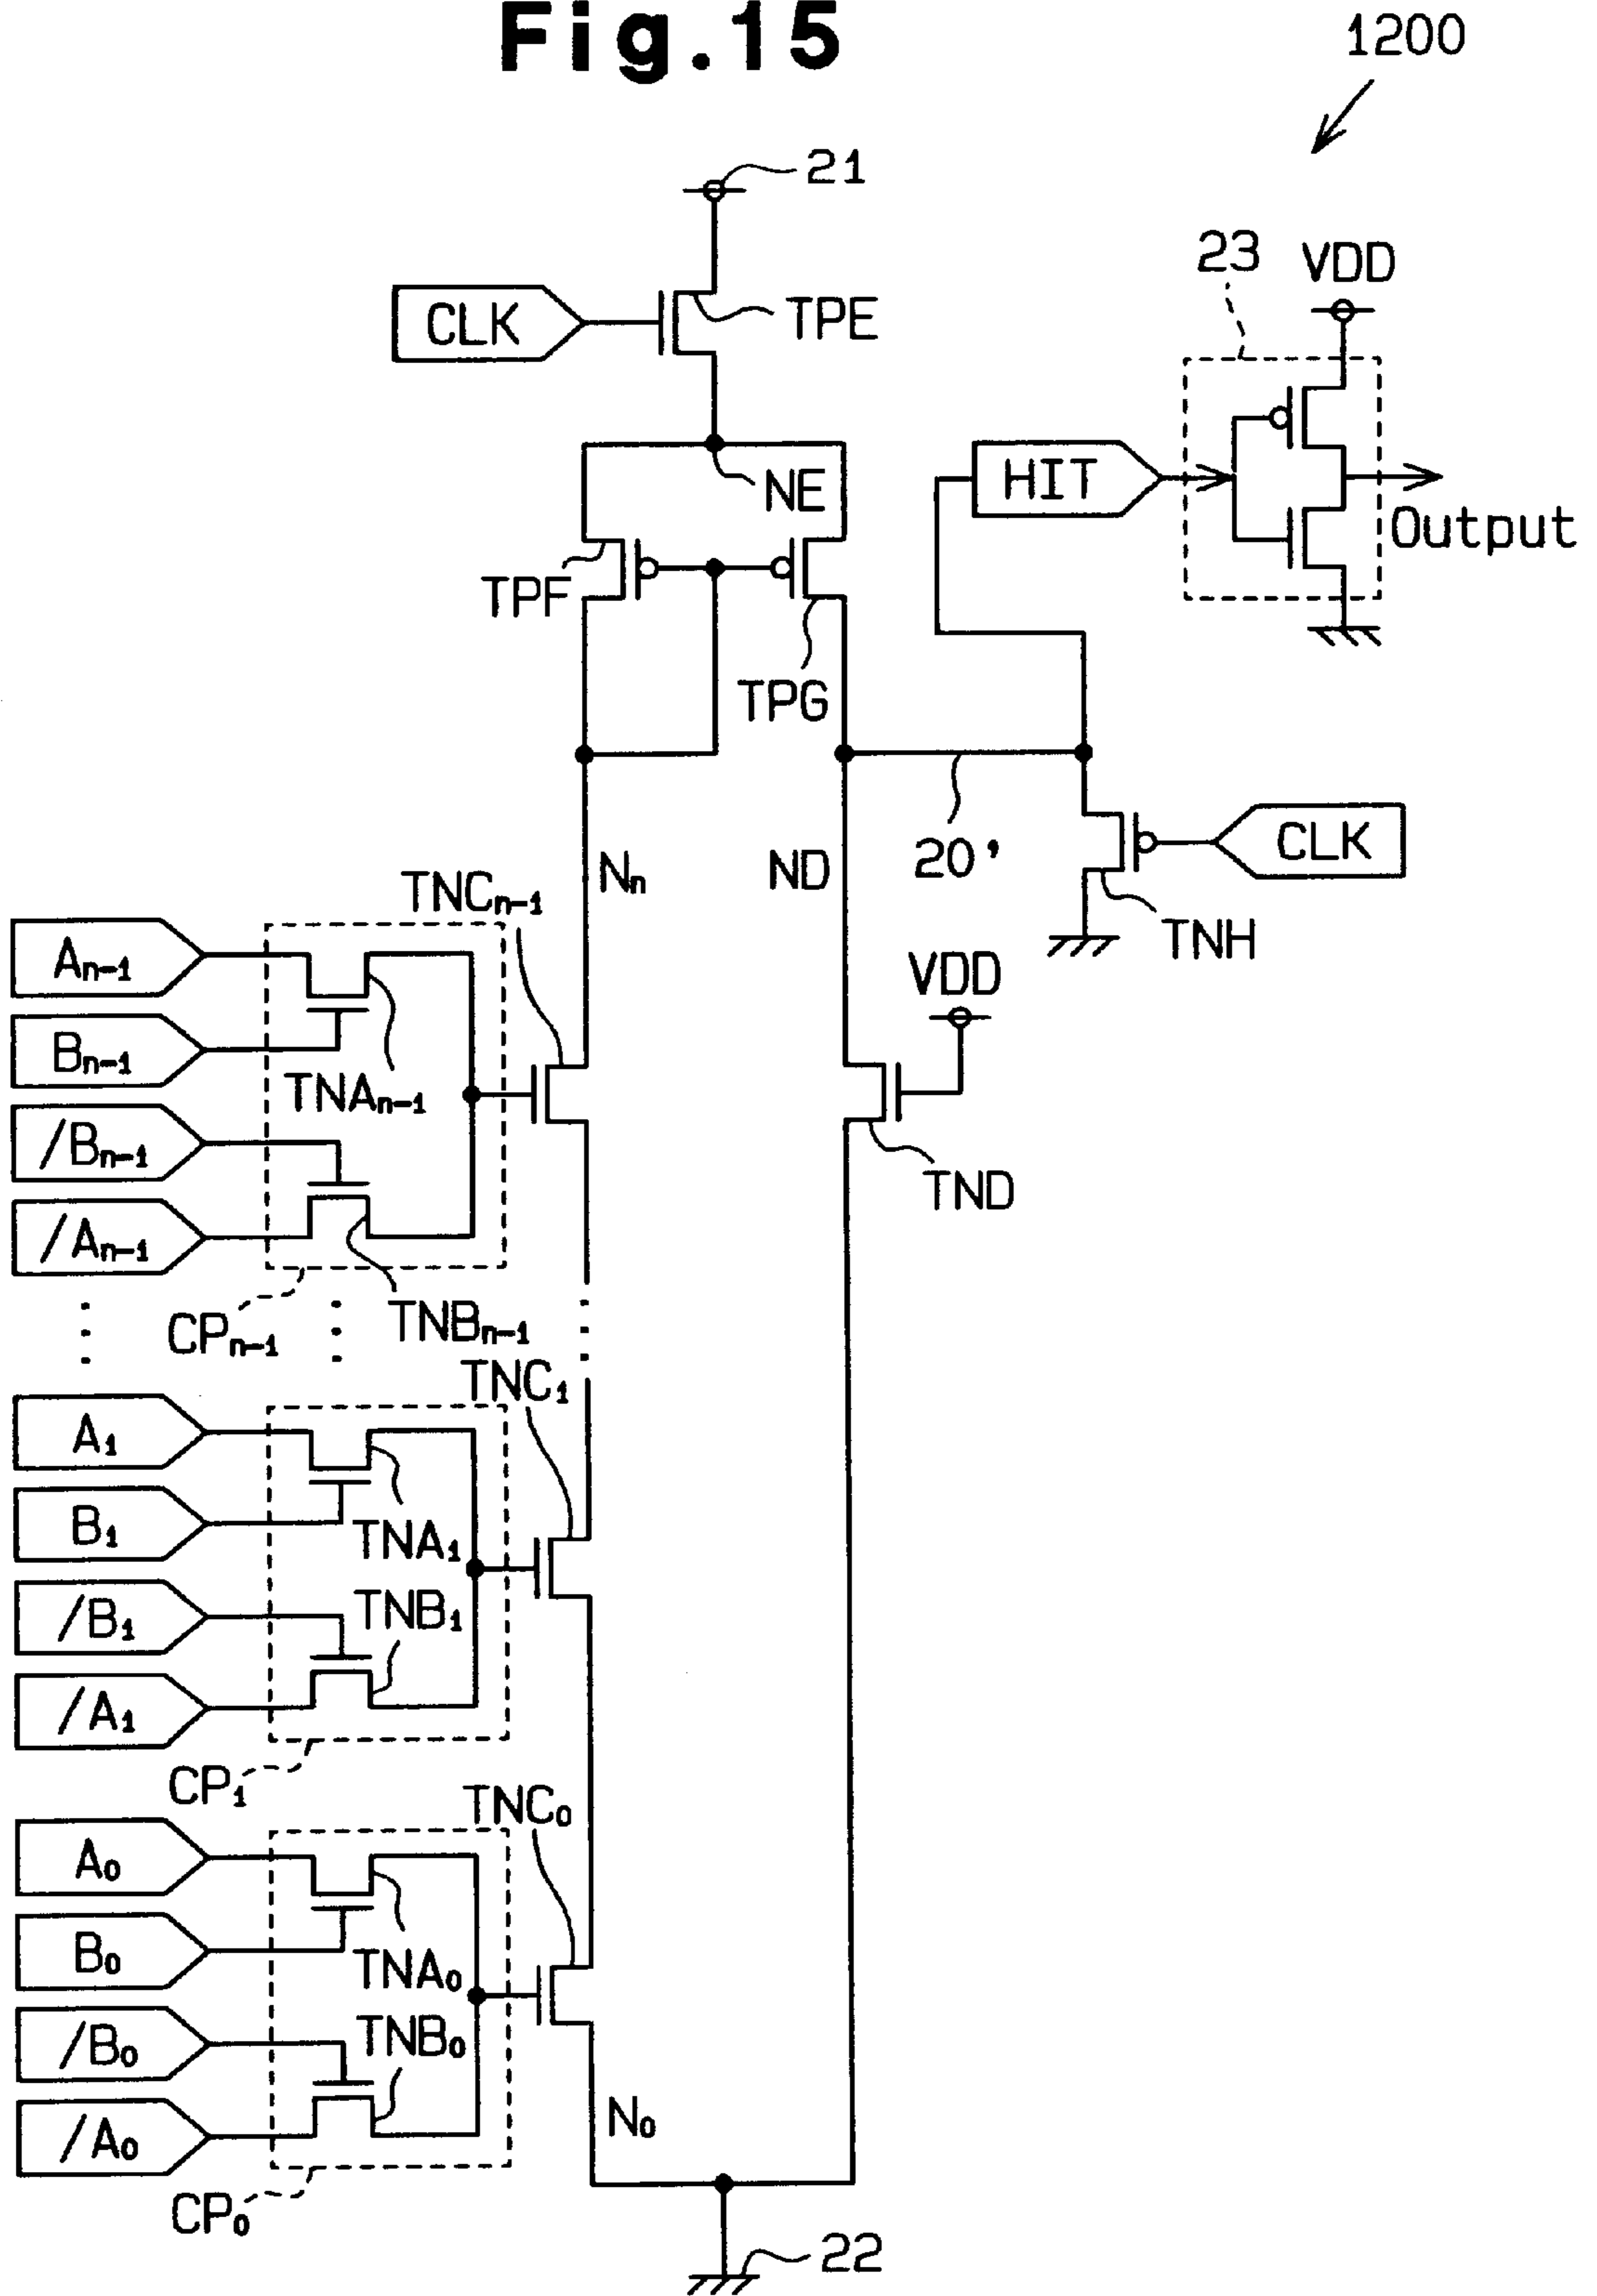 Fig.15
1200
21
CLK
TPE
23
VDD
NE
HIT
Output
TPF
TPG
Nn
ND
20'
CLK
TNH
TNCn-1
An-1
Bn-1
TNAn-1
/Bn-1
/An-1
VDD
TND
CPn-1
TNBn-1
TNC1
A1
B1
TNA1
/B1
TNB1
/A1
CP1
TNC0
A0
B0
TNA0
/B0
TNB0
/A0
N0
CP0
22